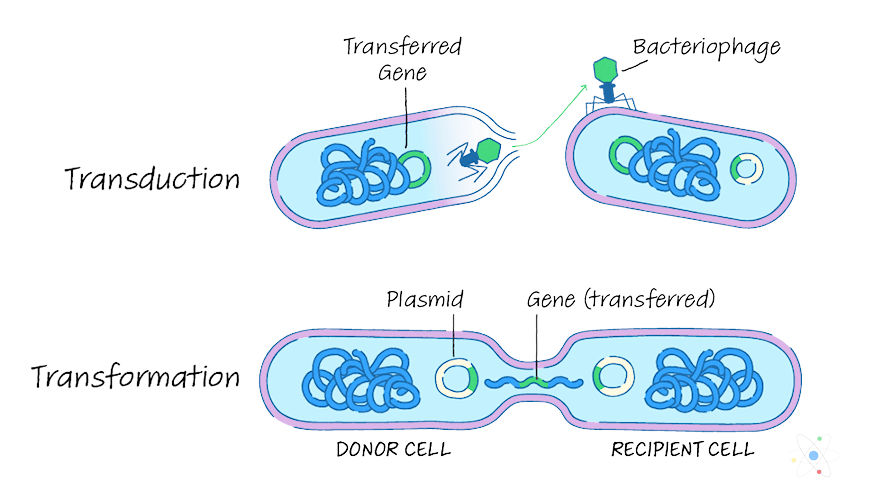 Transferred
Gene
Bacteriophage
Transduction
Plasmid
Gene (transferred)
Transformation
DONOR CELL
RECIPIENT CELL